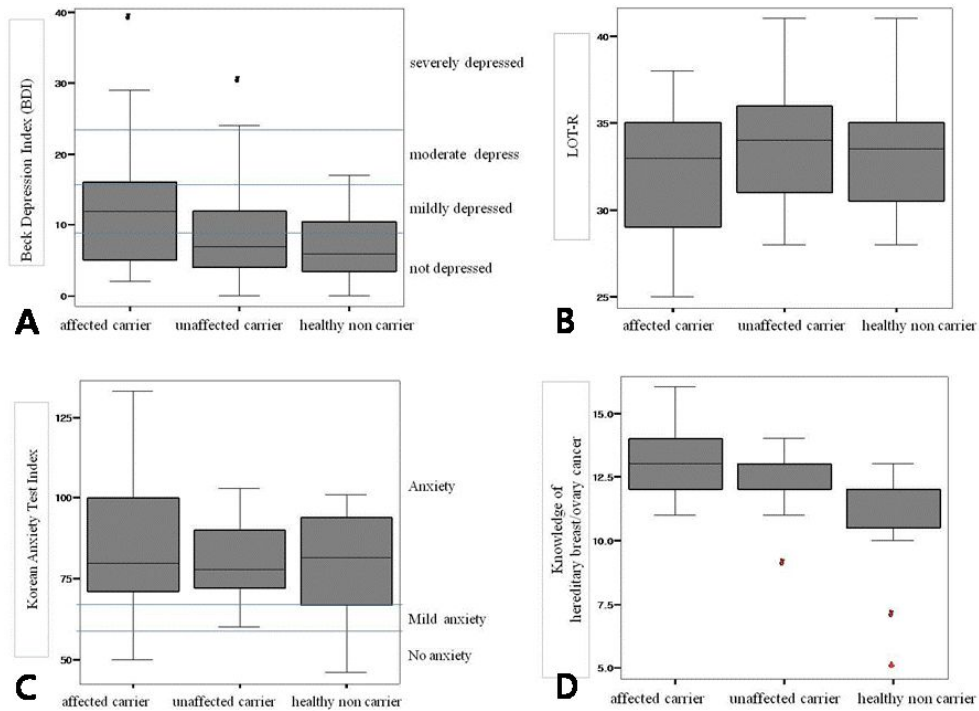 Beck Depression Index (BDI)
40
30
20
10
0
severely depressed
moderate depress
mildly depressed
not depressed
affected carrier
unaffected carrier
healthy non carrier
A
LOT-R
40
35
30
25
affected carrier
unaffected carrier
healthy non carrier
B
Korean Anxiety Test Index
125
100
75
50
Anxiety
Mild anxiety
No anxiety
affected carrier
unaffected carrier
healthy non carrier
C
Knowledge of
hereditary breast/ovary cancer
15.0
12.5
10.0
7.5
5.0
affected carrier
unaffected carrier
healthy non carrier
D